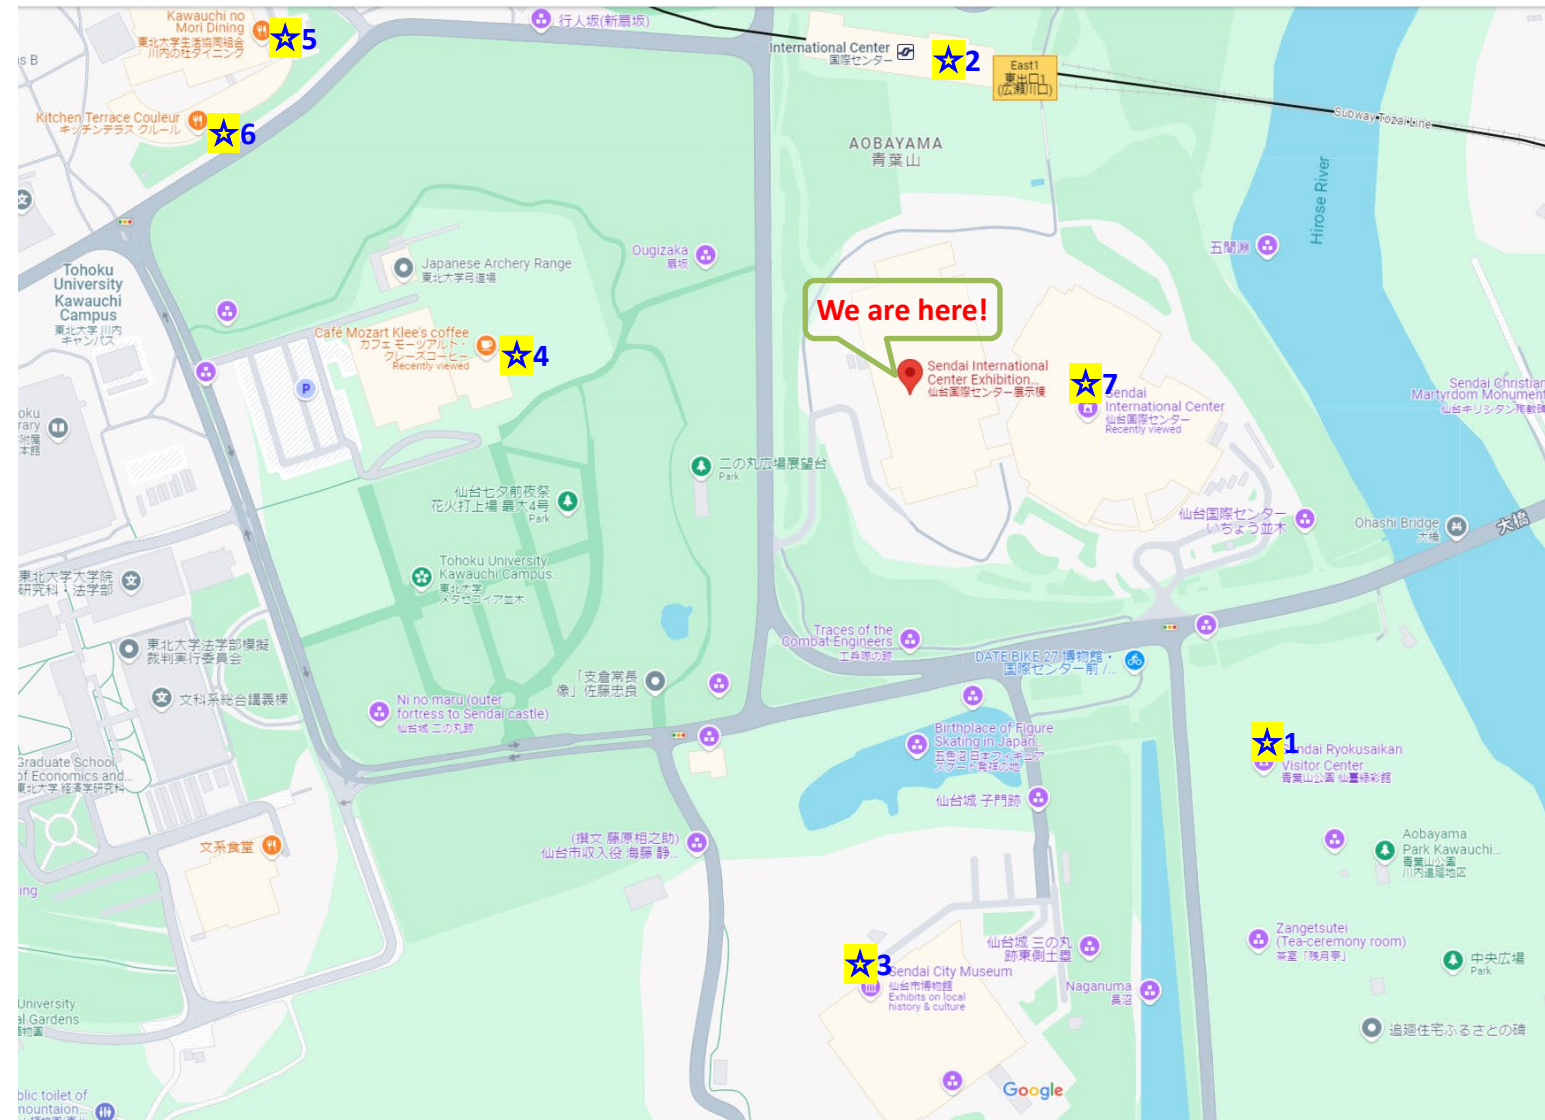 Kawauchi no
Mori Dining
東北大学生活協同組合
川内の杜ダイニング
☆5
行人坂(新扇坂)
International Center
国際センター
☆2
East1
東出口1
(広瀬川口)
Subway Tozai Line
Kitchen Terrace Couleur
キッチンテラス クルール
☆6
AOBAYAMA
青葉山
Hirose River
五間淵
Ougizaka
扇坂
Japanese Archery Range
東北大学弓道場
Tohoku
University
Kawauchi
Campus
東北大学 川内
キャンパス
We are here!
Café Mozart Klee's coffee
カフェ モーツアルト・
クレーズコーヒー
Recently viewed
☆4
P
Sendai International
Center Exhibition...
仙台国際センター展示棟
☆7
Sendai
International Center
仙台国際センター
Recently viewed
Sendai Christian
Martyrdom Monument
仙台キリシタン殉教碑
二の丸広場展望台
Park
仙台七夕前夜祭
花火打上場 最大4号
Park
仙台国際センター
いちょう並木
Ohashi Bridge
大橋
大橋
Tohoku University
Kawauchi Campus...
東北大学
メタセコイア並木
東北大学大学院
研究科・法学部
東北大学法学部模擬
裁判実行委員会
Traces of the
Combat Engineers
工兵隊の跡
DATE BIKE 27 博物館・
国際センター前 /...
「支倉常長
像」佐藤忠良
文科系総合講義棟
Ni no maru (outer
fortress to Sendai castle)
仙台城 二の丸跡
Birthplace of Figure
Skating in Japan
五色沼 日本フィギュア
スケート発祥の地
☆1
Sendai Ryokusaikan
Visitor Center
青葉山公園 仙臺緑彩館
Graduate School
of Economics and...
東北大学 経済学研究科
仙台城 子門跡
文系食堂
(撰文 藤原相之助)
仙台市収入役 海藤 静...
Aobayama
Park Kawauchi...
青葉山公園
川内追廻地区
Zangetsutei
(Tea-ceremony room)
茶室「残月亭」
仙台城 三の丸
跡東側土塁
中央広場
Park
☆3
Sendai City Museum
仙台市博物館
Exhibits on local
history & culture
Naganuma
長沼
追廻住宅ふるさとの碑
University
al Gardens
Google
blic toilet of
mountaion...